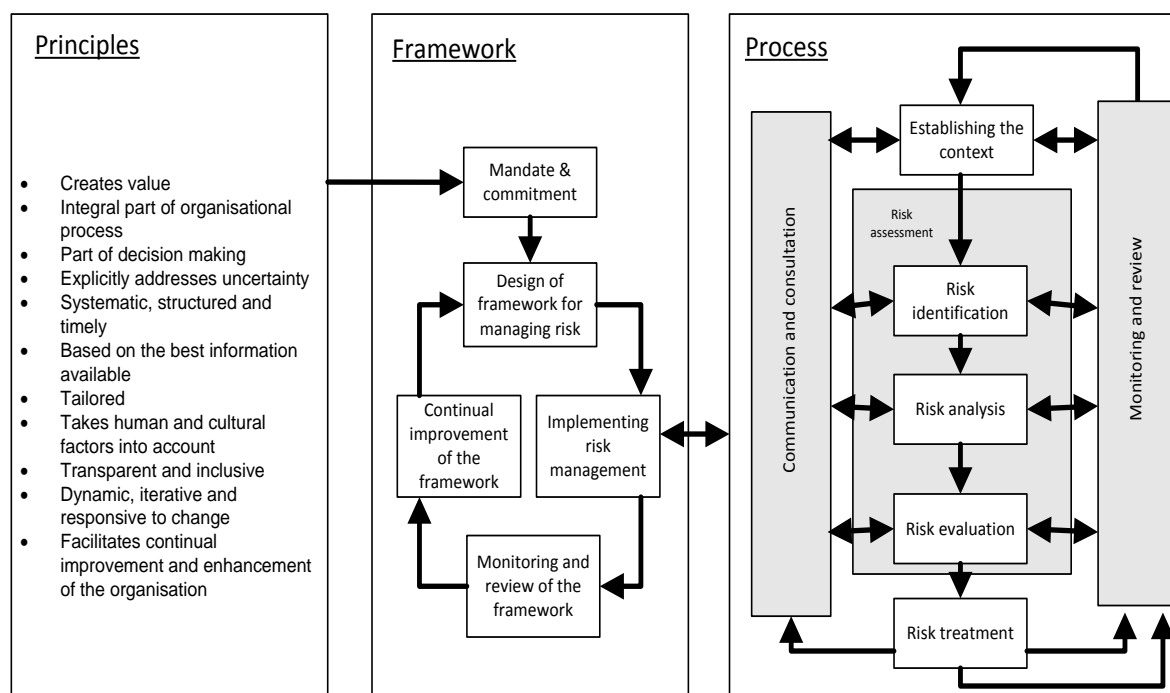 Principles
Creates value
Integral part of organisational
process
Part of decision making
Explicitly addresses uncertainty
Systematic, structured and
timely
Based on the best information
available
Tailored
Takes human and cultural
factors into account
Transparent and inclusive
Dynamic, iterative and
responsive to change
Facilitates continual
improvement and enhancement
of the organisation
Framework
Mandate &
commitment
Design of
framework for
managing risk
Continual
improvement
of the
framework
Implementing
risk
management
Monitoring and
review of the
framework
Process
Communication and consultation
Establishing the
context
Risk
assessment
Risk
identification
Risk analysis
Risk evaluation
Risk treatment
Monitoring and review